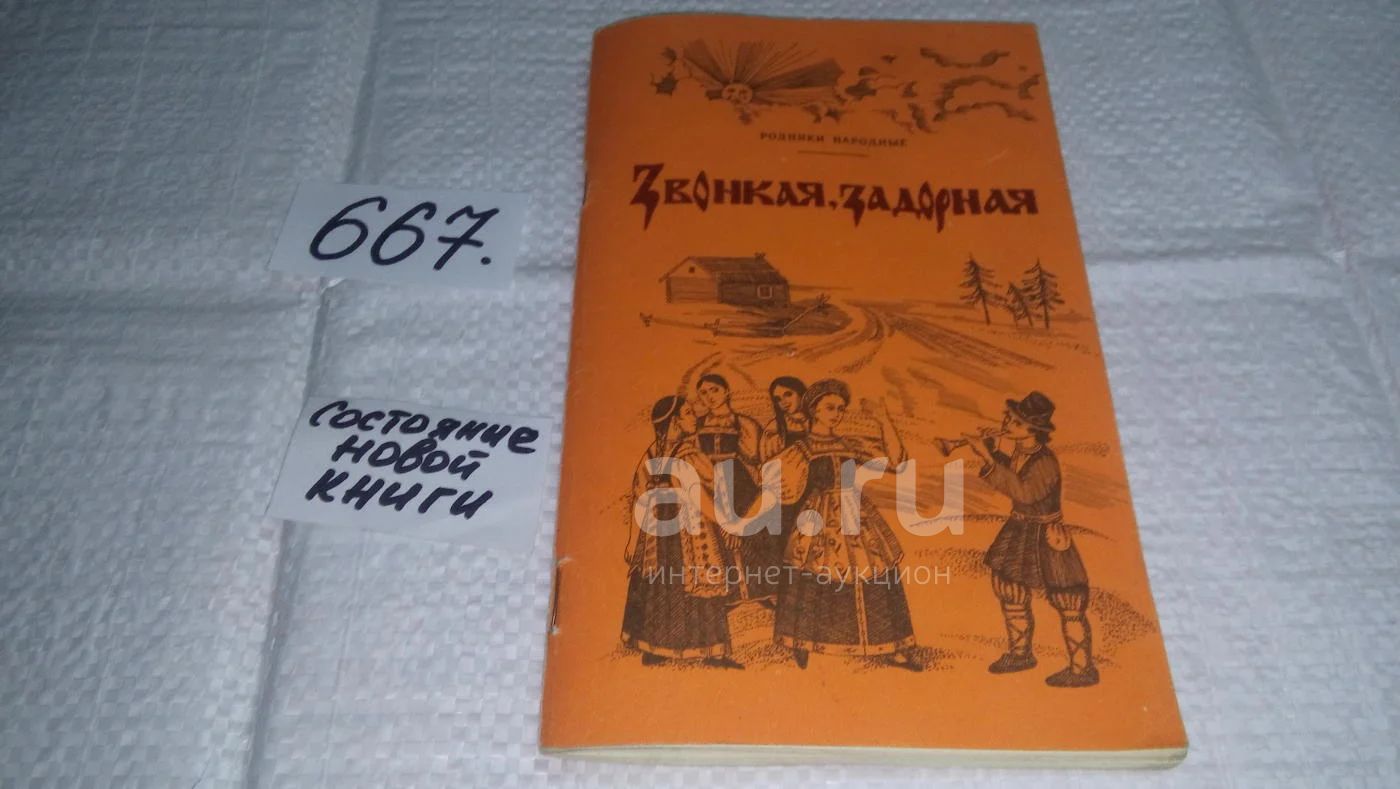 РОДНИКИ НАРОДНЫЕ
ЗВОНКАЯ, ЗАДОРНАЯ
667.
состояние
новой
книги
au.ru
интернет-аукцион